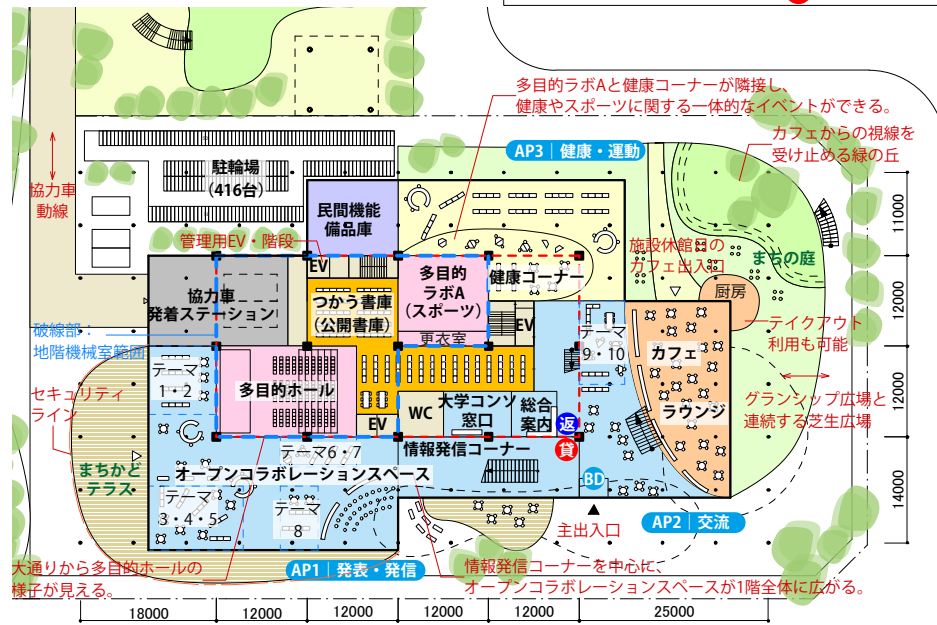 多目的ラボAと健康コーナーが隣接し、
健康やスポーツに関する一体的なイベントができる。
カフェからの視線を
受け止める緑の丘
AP3｜健康・運動
駐輪場
（416台）
協力車
動線
民間機能
備品庫
管理用EV・階段
EV
施設休館日の
カフェ出入口
まちの庭
11000
協力車
発着ステーション
つかう書庫
（公開書庫）
多目的
ラボA
（スポーツ）
健康コーナー
厨房
12000
破線部：
地階機械室範囲
更衣室
EV
テーマ
9・10
カフェ
ラウンジ
テイクアウト
利用も可能
セキュリティ
ライン
テーマ
1・2
多目的ホール
WC
大学コンソ
窓口
総合
案内
返
グランシップ広場と
連続する芝生広場
12000
EV
貸
まちかど
テラス
テーマ6・7
オープンコラボレーションスペース
情報発信コーナー
テーマ
3・4・5
テーマ
8
BD
主出入口
AP2｜交流
14000
大通りから多目的ホールの
様子が見える。
AP1｜発表・発信
情報発信コーナーを中心に、
オープンコラボレーションスペースが1階全体に広がる。
18000
12000
12000
12000
12000
25000